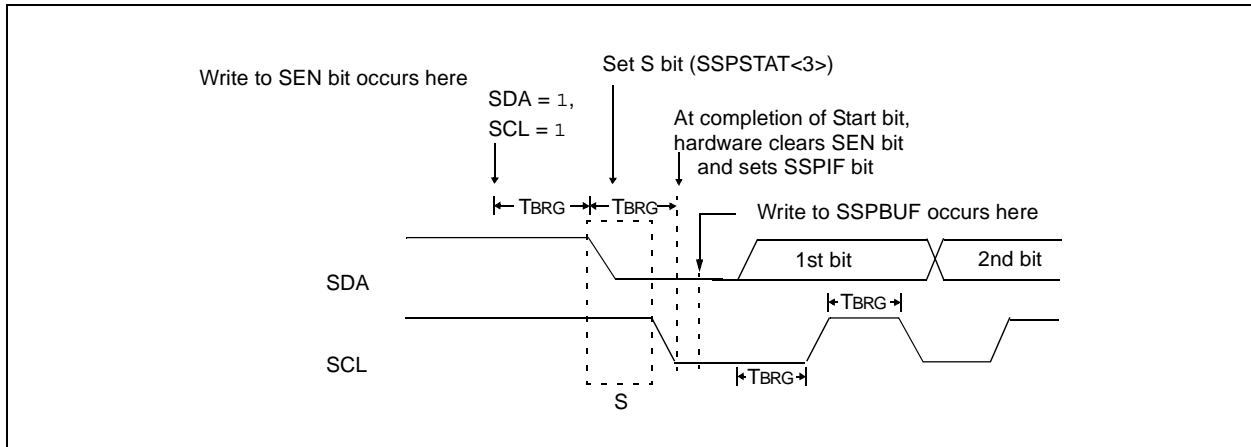 Write to SEN bit occurs here
Set S bit (SSPSTAT<3>)
SDA = 1,
SCL = 1
At completion of Start bit,
hardware clears SEN bit
and sets SSPIF bit
TBRG
TBRG
Write to SSPBUF occurs here
SDA
1st bit
2nd bit
TBRG
SCL
TBRG
S